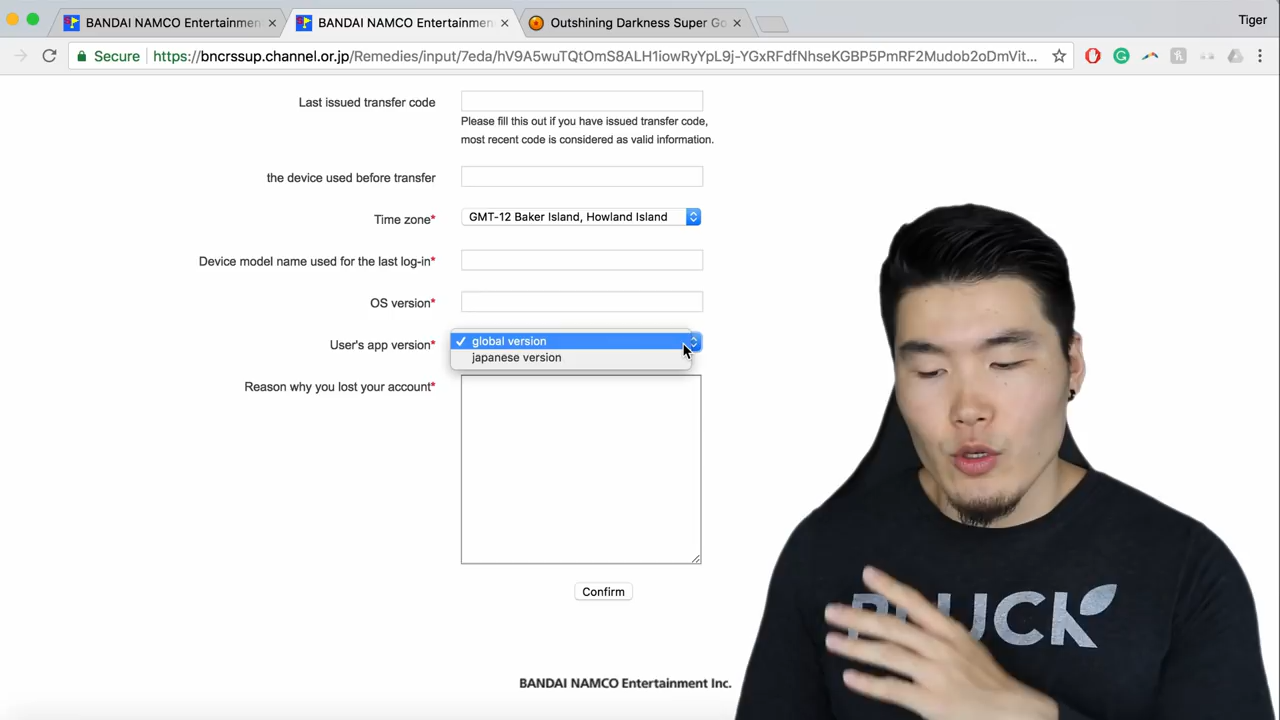 BANDAI NAMCO Entertainmen
BANDAI NAMCO Entertainmen
Outshining Darkness Super Go
Tiger
Secure
https://bncrssup.channel.or.jp/Remedies/input/7eda/hV9A5wuTQtOmS8ALH1iowRyYpL9j-YGxRFdfNhseKGBP5PmRF2Mudob2oDmVit...
Last issued transfer code
Please fill this out if you have issued transfer code,
most recent code is considered as valid information.
the device used before transfer
Time zone*
GMT-12 Baker Island, Howland Island
Device model name used for the last log-in*
OS version*
User's app version*
✓ global version
japanese version
Reason why you lost your account*
Confirm
BANDAI NAMCO Entertainment Inc.
PLUCK